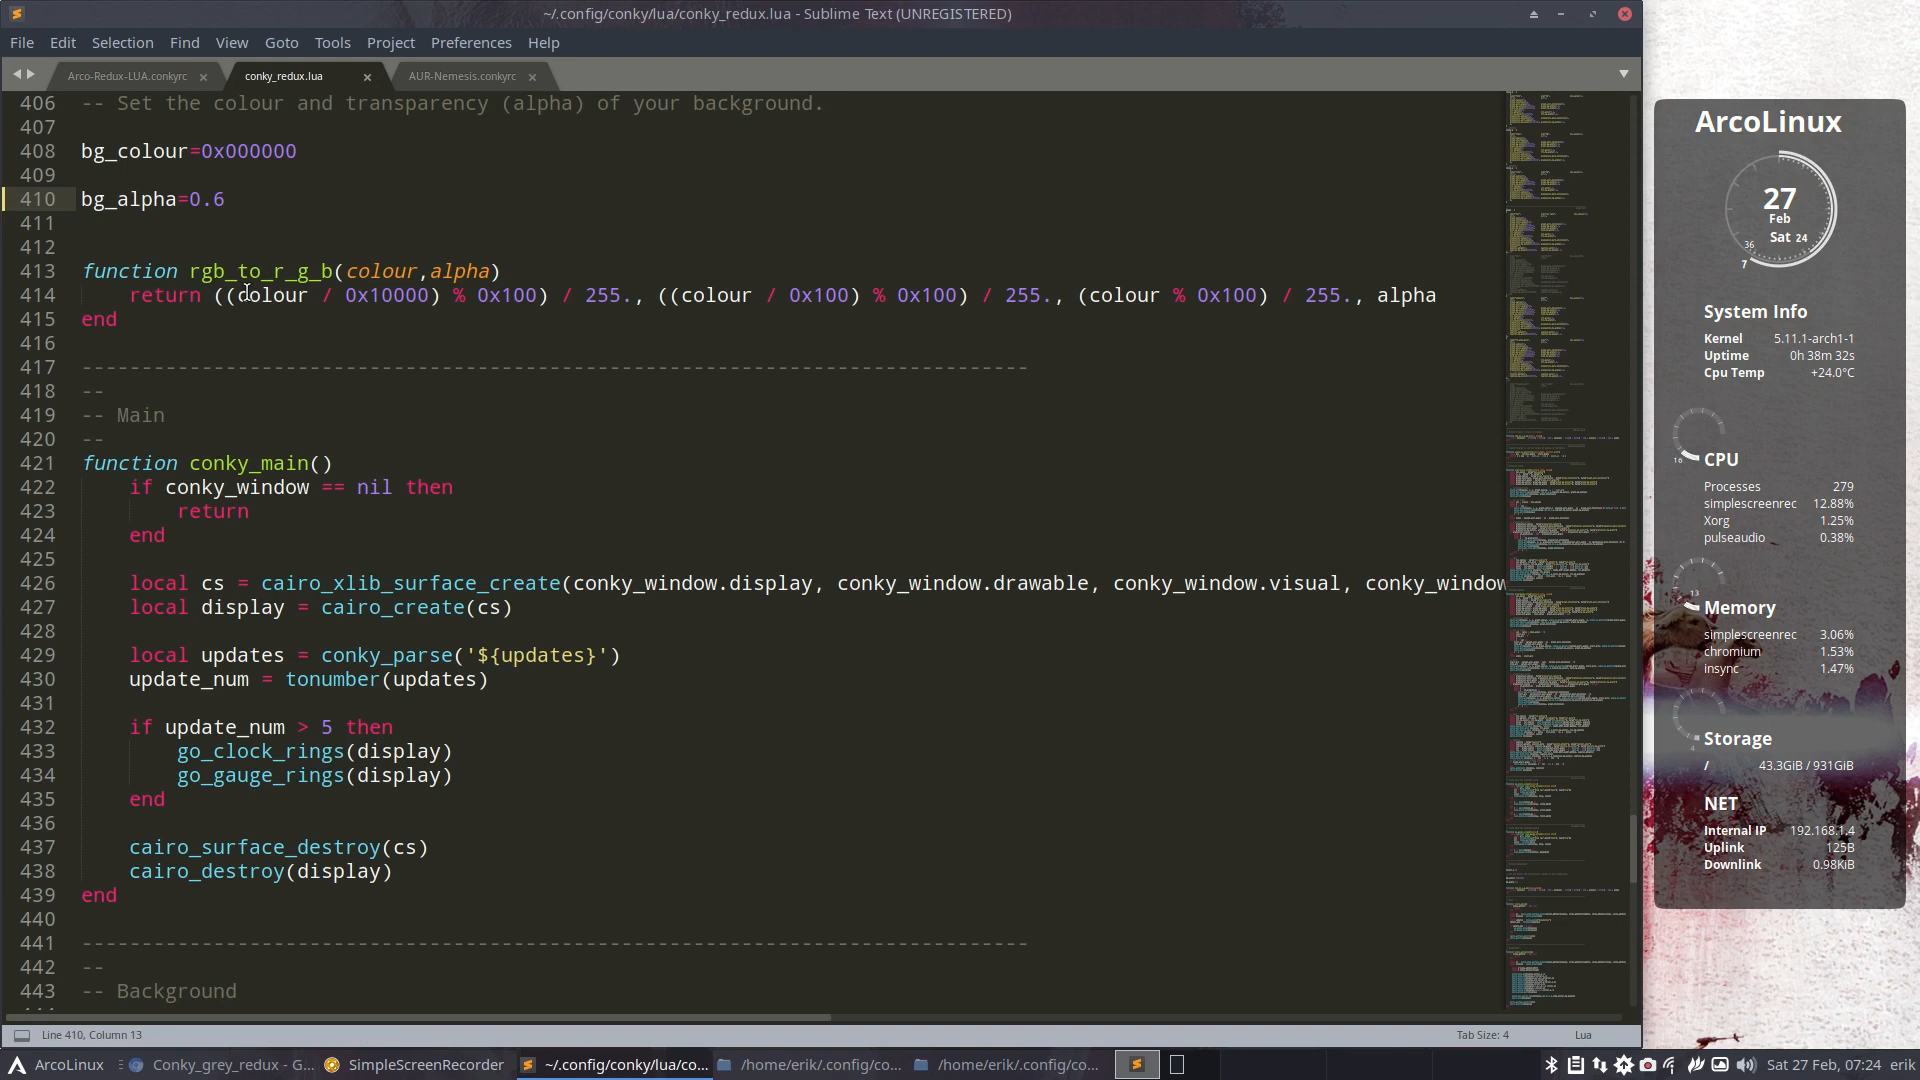 ~/.config/conky/lua/conky_redux.lua - Sublime Text (UNREGISTERED)
File Edit Selection Find View Goto Tools Project Preferences Help
Arco-Redux-LUA.conkyrc conky_redux.lua AUR-Nemesis.conkyrc
406 -- Set the colour and transparency (alpha) of your background.
407
408 bg_colour=0x000000
409
410 bg_alpha=0.6
411
412
413 function rgb_to_r_g_b(colour,alpha)
414 return ((colour / 0x10000) % 0x100) / 255., ((colour / 0x100) % 0x100) / 255., (colour % 0x100) / 255., alpha
415 end
416
417 -------------------------------------------------------------------------------
418 --
419 -- Main
420 --
421 function conky_main()
422 if conky_window == nil then
423 return
424 end
425
426 local cs = cairo_xlib_surface_create(conky_window.display, conky_window.drawable, conky_window.visual, conky_window
427 local display = cairo_create(cs)
428
429 local updates = conky_parse('${updates}')
430 update_num = tonumber(updates)
431
432 if update_num > 5 then
433 go_clock_rings(display)
434 go_gauge_rings(display)
435 end
436
437 cairo_surface_destroy(cs)
438 cairo_destroy(display)
439 end
440
441 -------------------------------------------------------------------------------
442 --
443 -- Background
Line 410, Column 13 Tab Size: 4 Lua
ArcoLinux
27
Feb
Sat 24
36
7
System Info
Kernel 5.11.1-arch1-1
Uptime 0h 38m 32s
Cpu Temp +24.0°C
16
CPU
Processes 279
simplescreenrec 12.88%
Xorg 1.25%
pulseaudio 0.38%
13
Memory
simplescreenrec 3.06%
chromium 1.53%
insync 1.47%
4
Storage
/ 43.3GiB / 931GiB
NET
Internal IP 192.168.1.4
Uplink 125B
Downlink 0.98KiB
ArcoLinux Conky_grey_redux - G... SimpleScreenRecorder ~/.config/conky/lua/co... /home/erik/.config/co... /home/erik/.config/co... Sat 27 Feb, 07:24 erik